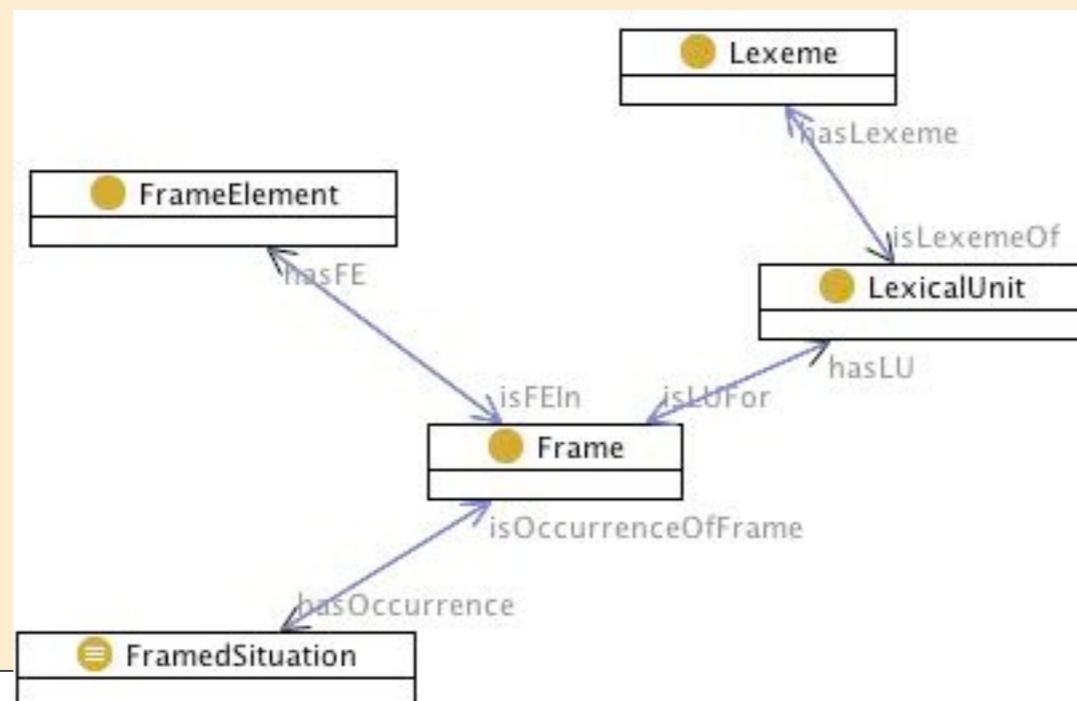 Lexeme
hasLexeme
FrameElement
isLexemeOf
hasFE
LexicalUnit
hasLU
isFEIn
isLUFor
Frame
isOccurrenceOfFrame
hasOccurrence
FramedSituation